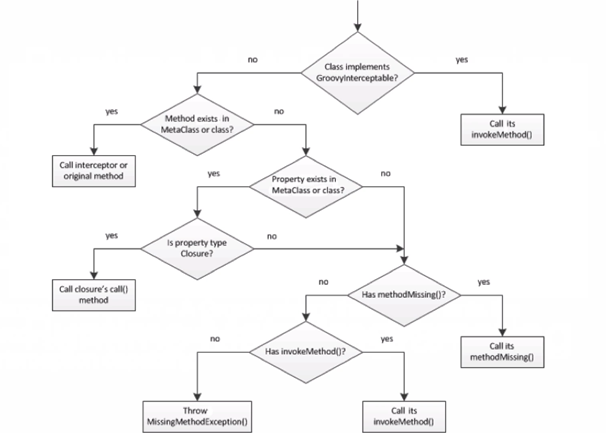 Class implements
GroovyInterceptable?
no
yes
Method exists in
MetaClass or class?
Call its
invokeMethod()
yes
no
Call interceptor or
original method
Property exists in
MetaClass or class?
yes
no
Is property type
Closure?
yes
no
Call closure's call()
method
Has methodMissing()?
no
yes
Call its
methodMissing()
Has invokeMethod()?
no
yes
Throw
MissingMethodException()
Call its
invokeMethod()